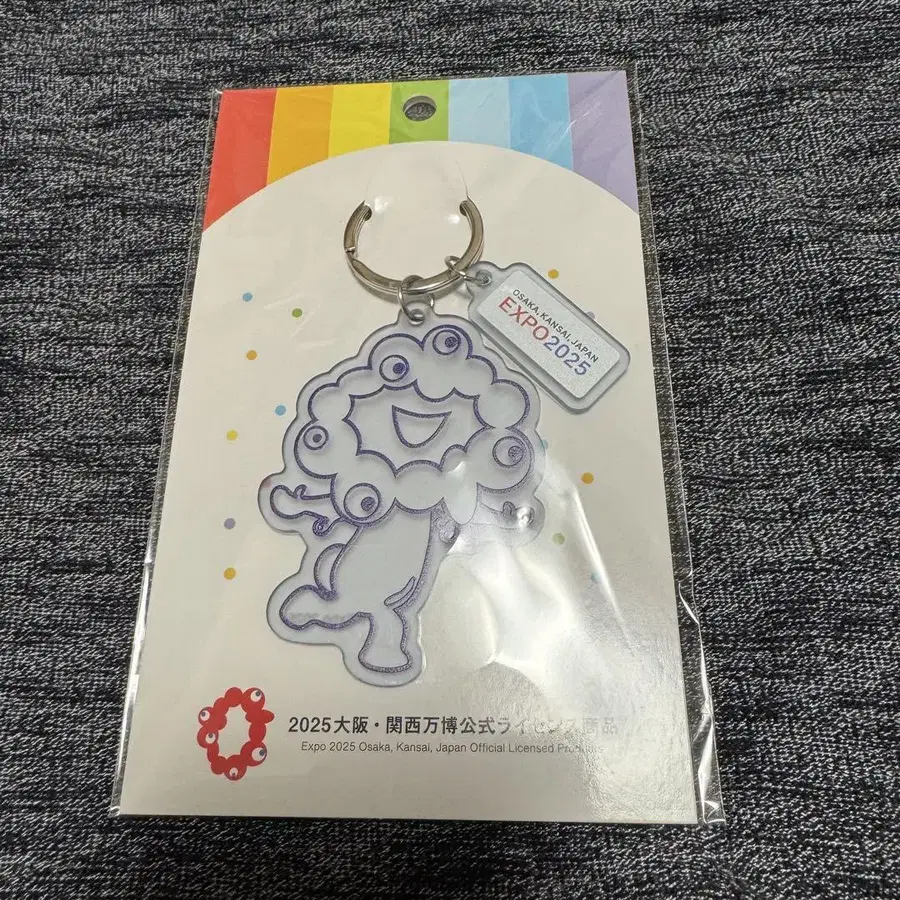 OSAKA, KANSAI, JAPAN
EXPO2025
2025大阪・関西万博公式ライセンス商品
Expo 2025 Osaka, Kansai, Japan Official Licensed Products